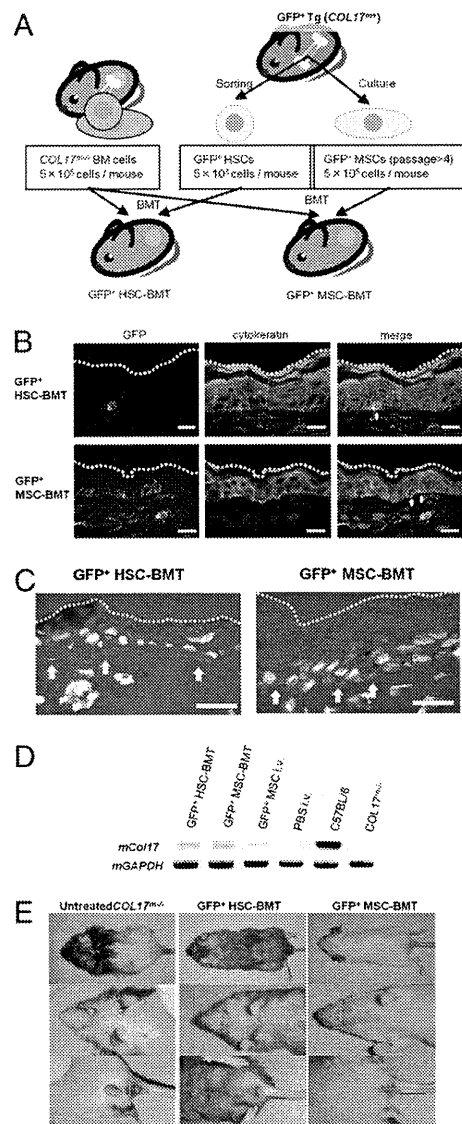 A
GFP⁺ Tg (COL17ᵐ⁺ᐟ⁺)
Sorting
Culture
COL17ᵐ⁻ᐟ⁻ BM cells
5 × 10⁵ cells / mouse
GFP⁺ HSCs
5 × 10³ cells / mouse
GFP⁺ MSCs (passage>4)
5 × 10⁵ cells / mouse
BMT
BMT
GFP⁺ HSC-BMT
GFP⁺ MSC-BMT
B
GFP
cytokeratin
merge
GFP⁺
HSC-BMT
GFP⁺
MSC-BMT
C
GFP⁺ HSC-BMT
GFP⁺ MSC-BMT
D
GFP⁺ HSC-BMT
GFP⁺ MSC-BMT
GFP⁺ MSC i.v.
PBS i.v.
C57BL/6
COL17ᵐ⁻ᐟ⁻
mCol17
mGAPDH
E
Untreated COL17ᵐ⁻ᐟ⁻
GFP⁺ HSC-BMT
GFP⁺ MSC-BMT